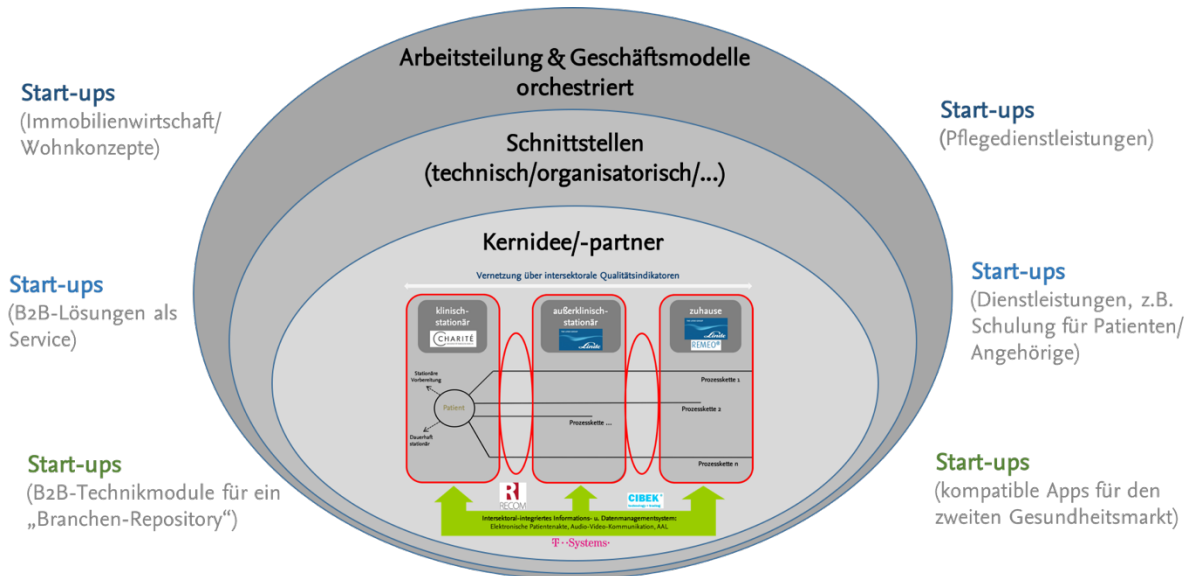 Arbeitsteilung & Geschäftsmodelle
orchestriert
Start-ups
(Immobilienwirtschaft/
Wohnkonzepte)
Start-ups
(Pflegedienstleistungen)
Schnittstellen
(technisch/organisatorisch/...)
Kernidee/-partner
Start-ups
(B2B-Lösungen als
Service)
Start-ups
(Dienstleistungen, z.B.
Schulung für Patienten/
Angehörige)
Vernetzung über intersektorale Qualitätsindikatoren
klinisch-
stationär
CHARITÉ
außerklinisch-
stationär
Linde
zuhause
Linde
REMEO®
Stationäre
Vorbereitung
Patient
Dauerhaft
stationär
Prozesskette 1
Prozesskette 2
Prozesskette ....
Prozesskette n
Start-ups
(B2B-Technikmodule für ein
„Branchen-Repository“)
Start-ups
(kompatible Apps für den
zweiten Gesundheitsmarkt)
RECOM
CIBEK
Intersektoral-integriertes Informations- u. Datenmanagementsystem:
Elektronische Patientenakte, Audio-Video-Kommunikation, AAL
T··Systems·